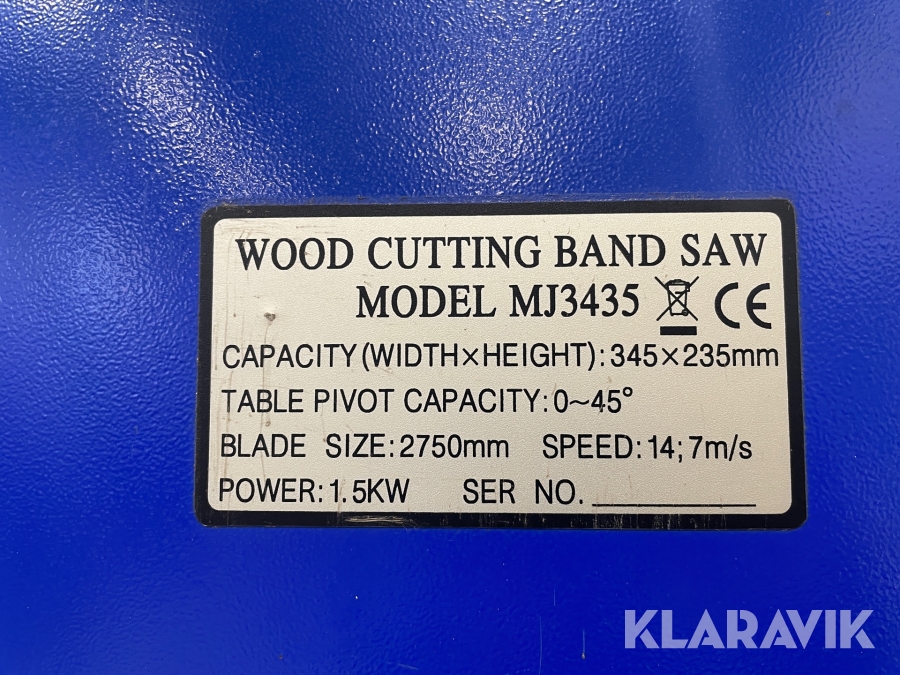 WOOD CUTTING BAND SAW
MODEL MJ3435 CE
CAPACITY (WIDTH×HEIGHT): 345×235mm
TABLE PIVOT CAPACITY: 0~45°
BLADE SIZE: 2750mm SPEED: 14; 7m/s
POWER: 1.5KW SER NO.
KLARAVIK